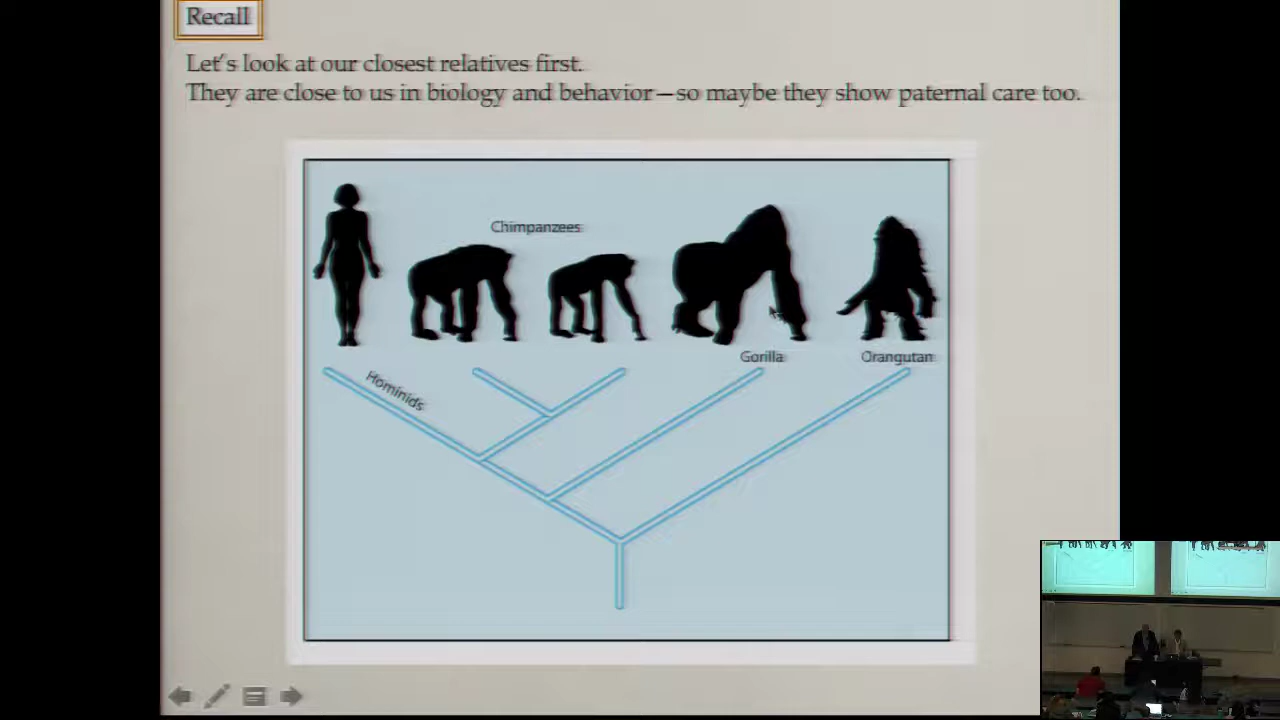 Recall
Let's look at our closest relatives first.
They are close to us in biology and behavior—so maybe they show paternal care too.
Chimpanzees
Gorilla
Orangutan
Hominids